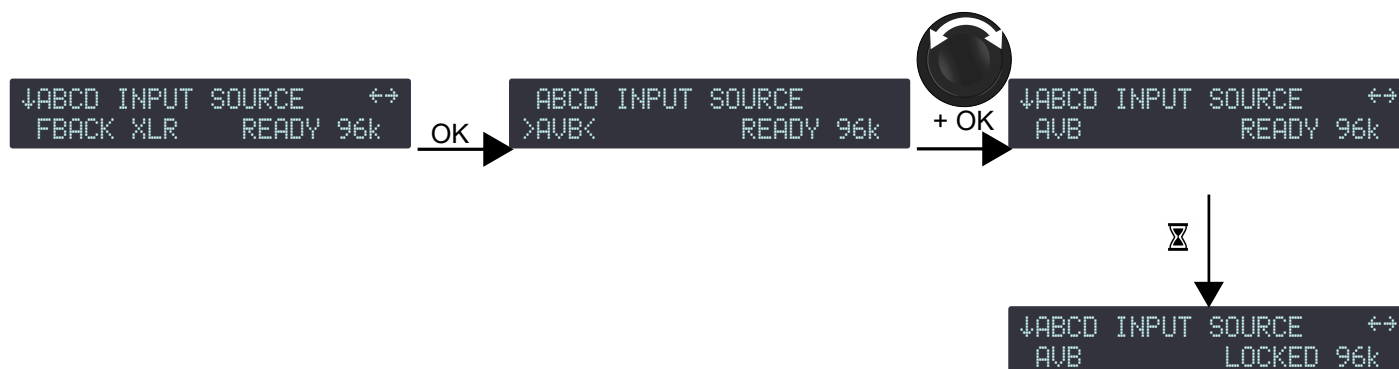 ↓ABCD INPUT SOURCE ↔
FBACK XLR READY 96k
OK
ABCD INPUT SOURCE
>AVB< READY 96k
+ OK
↓ABCD INPUT SOURCE ↔
AVB READY 96k
↓ABCD INPUT SOURCE ↔
AVB LOCKED 96k